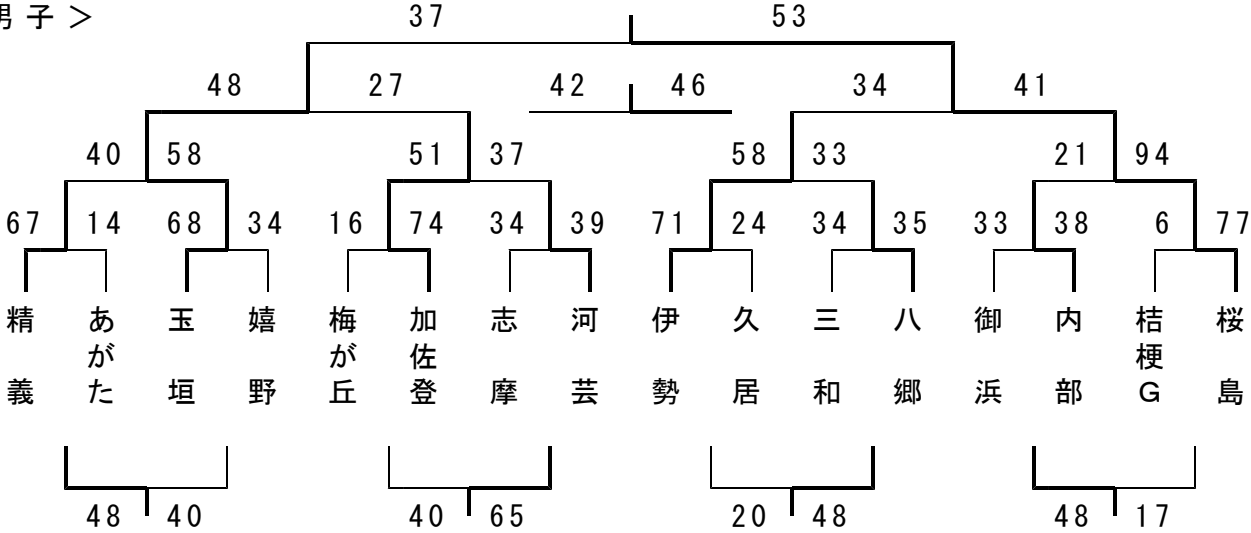 男子＞
37 53
48 27 42 46 34 41
40 58 51 37 58 33 21 94
67 14 68 34 16 74 34 39 71 24 34 35 33 38 6 77
精義 あがた 玉垣 嬉野 梅が丘 加佐登 志摩 河芸 伊勢 久居 三和 八郷 御浜 内部 桔梗G 桜島
48 40 40 65 20 48 48 17